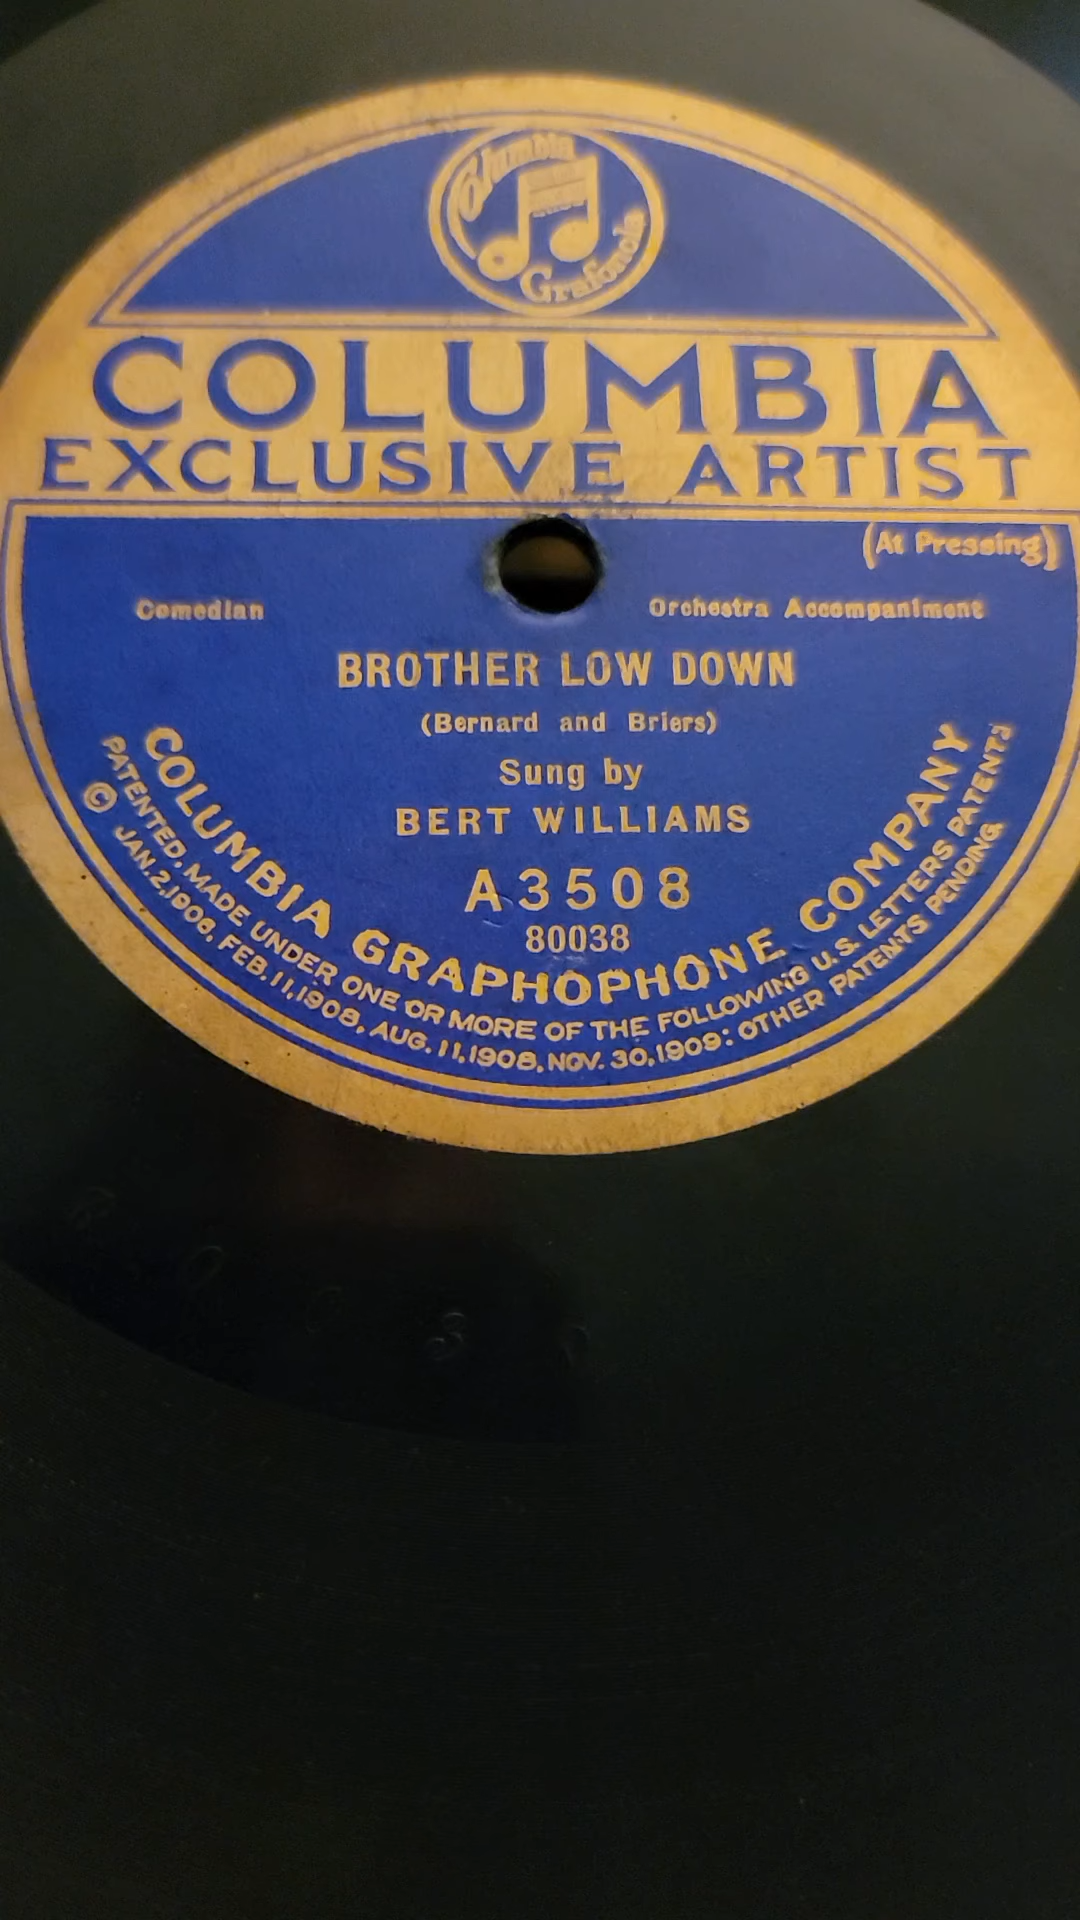 Columbia
Grafonola
COLUMBIA
EXCLUSIVE ARTIST
(At Pressing)
Comedian
Orchestra Accompaniment
BROTHER LOW DOWN
(Bernard and Briers)
Sung by
BERT WILLIAMS
A3508
80038
COLUMBIA GRAPHOPHONE COMPANY
PATENTED, MADE UNDER ONE OR MORE OF THE FOLLOWING U.S. LETTERS PATENTS
© JAN.2,1906, FEB.11,1908, AUG.11,1908, NOV.30,1909: OTHER PATENTS PENDING